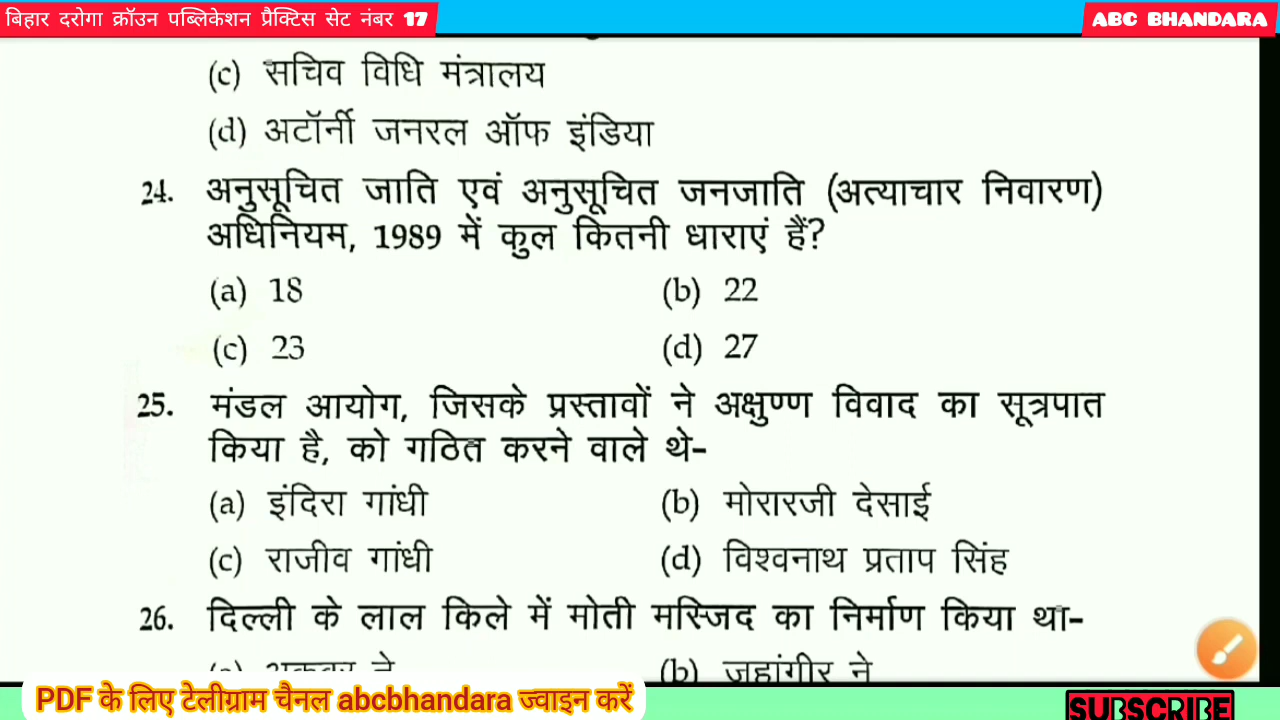 बिहार दरोगा क्रॉउन पब्लिकेशन प्रैक्टिस सेट नंबर 17
ABC BHANDARA
(c) सचिव विधि मंत्रालय
(d) अटॉर्नी जनरल ऑफ इंडिया
24. अनुसूचित जाति एवं अनुसूचित जनजाति (अत्याचार निवारण)
अधिनियम, 1989 में कुल कितनी धाराएं हैं?
(a) 18 (b) 22
(c) 23 (d) 27
25. मंडल आयोग, जिसके प्रस्तावों ने अक्षुण्ण विवाद का सूत्रपात
किया है, को गठित करने वाले थे-
(a) इंदिरा गांधी (b) मोरारजी देसाई
(c) राजीव गांधी (d) विश्वनाथ प्रताप सिंह
26. दिल्ली के लाल किले में मोती मस्जिद का निर्माण किया था-
(b) जहांगीर ने
PDF के लिए टेलीग्राम चैनल abcbhandara ज्वाइन करें
SUBSCRIBE